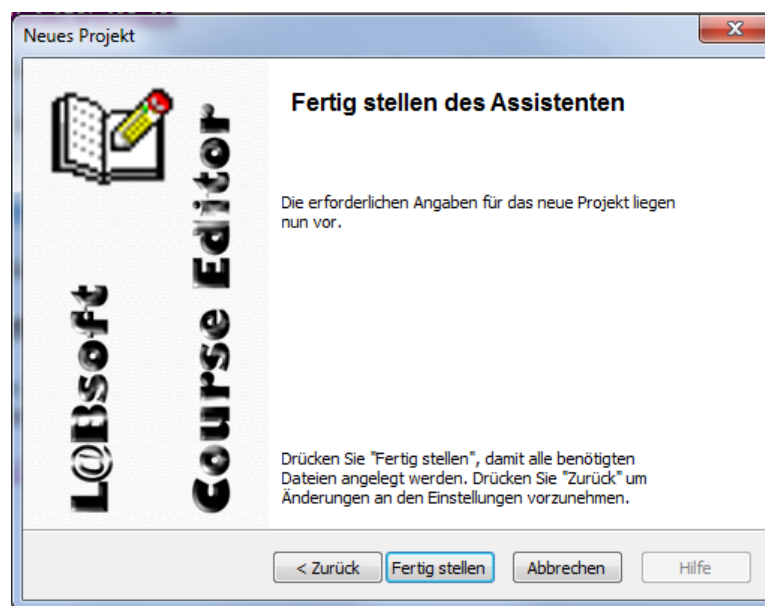 Neues Projekt
L@Bsoft
Course Editor
Fertig stellen des Assistenten
Die erforderlichen Angaben für das neue Projekt liegen
nun vor.
Drücken Sie "Fertig stellen", damit alle benötigten
Dateien angelegt werden. Drücken Sie "Zurück" um
Änderungen an den Einstellungen vorzunehmen.
< Zurück Fertig stellen Abbrechen Hilfe